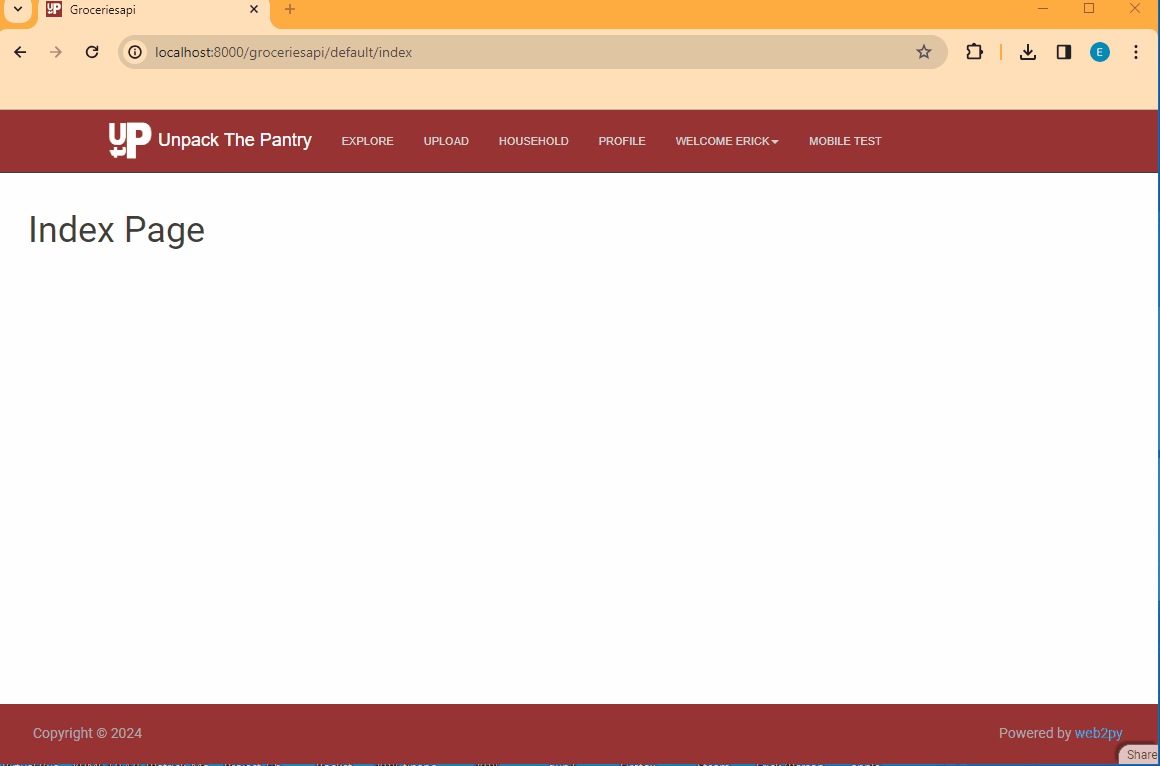 Groceriesapi
localhost:8000/groceriesapi/default/index
E
UP Unpack The Pantry EXPLORE UPLOAD HOUSEHOLD PROFILE WELCOME ERICK MOBILE TEST
Index Page
Copyright © 2024
Powered by web2py
Share